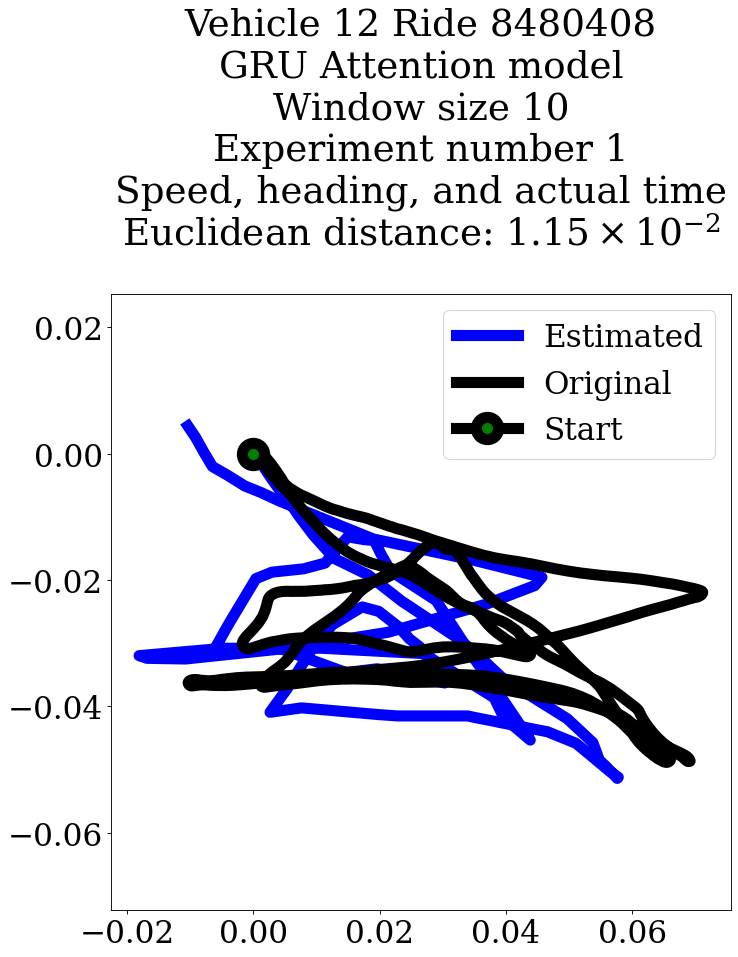 Vehicle 12 Ride 8480408
GRU Attention model
Window size 10
Experiment number 1
Speed, heading, and actual time
Euclidean distance: 1.15 × 10⁻²
Estimated
Original
Start
0.02
0.00
−0.02
−0.04
−0.06
−0.02 0.00 0.02 0.04 0.06